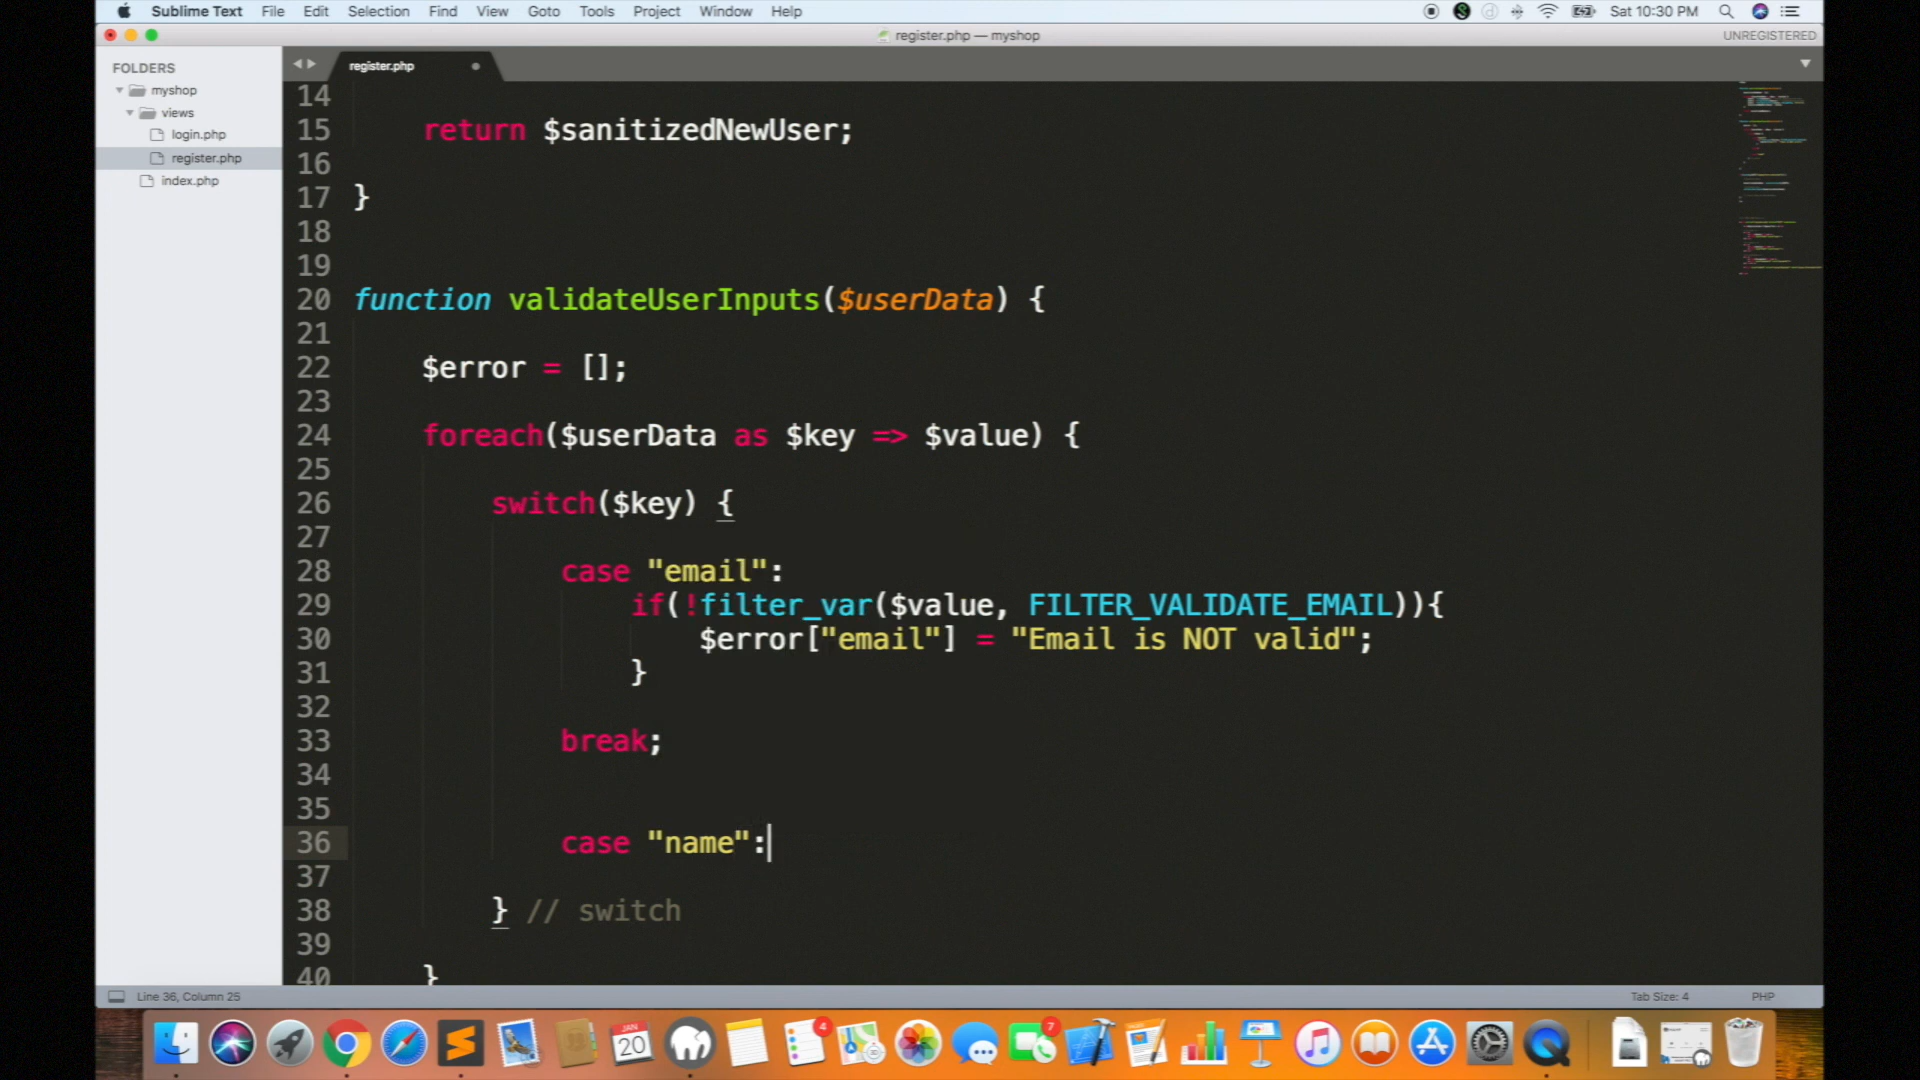 Sublime Text File Edit Selection Find View Goto Tools Project Window Help Sat 10:30 PM
register.php — myshop UNREGISTERED
FOLDERS
myshop
views
login.php
register.php
index.php
register.php
14
15 return $sanitizedNewUser;
16
17 }
18
19
20 function validateUserInputs($userData) {
21
22 $error = [];
23
24 foreach($userData as $key => $value) {
25
26 switch($key) {
27
28 case "email":
29 if(!filter_var($value, FILTER_VALIDATE_EMAIL)){
30 $error["email"] = "Email is NOT valid";
31 }
32
33 break;
34
35
36 case "name":
37
38 } // switch
39
40 }
Line 36, Column 25 Tab Size: 4 PHP
JAN
20
4
7